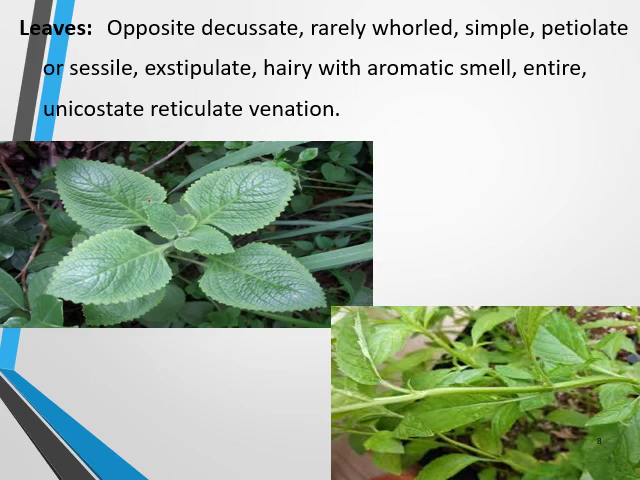 Leaves: Opposite decussate, rarely whorled, simple, petiolate
or sessile, exstipulate, hairy with aromatic smell, entire,
unicostate reticulate venation.
8